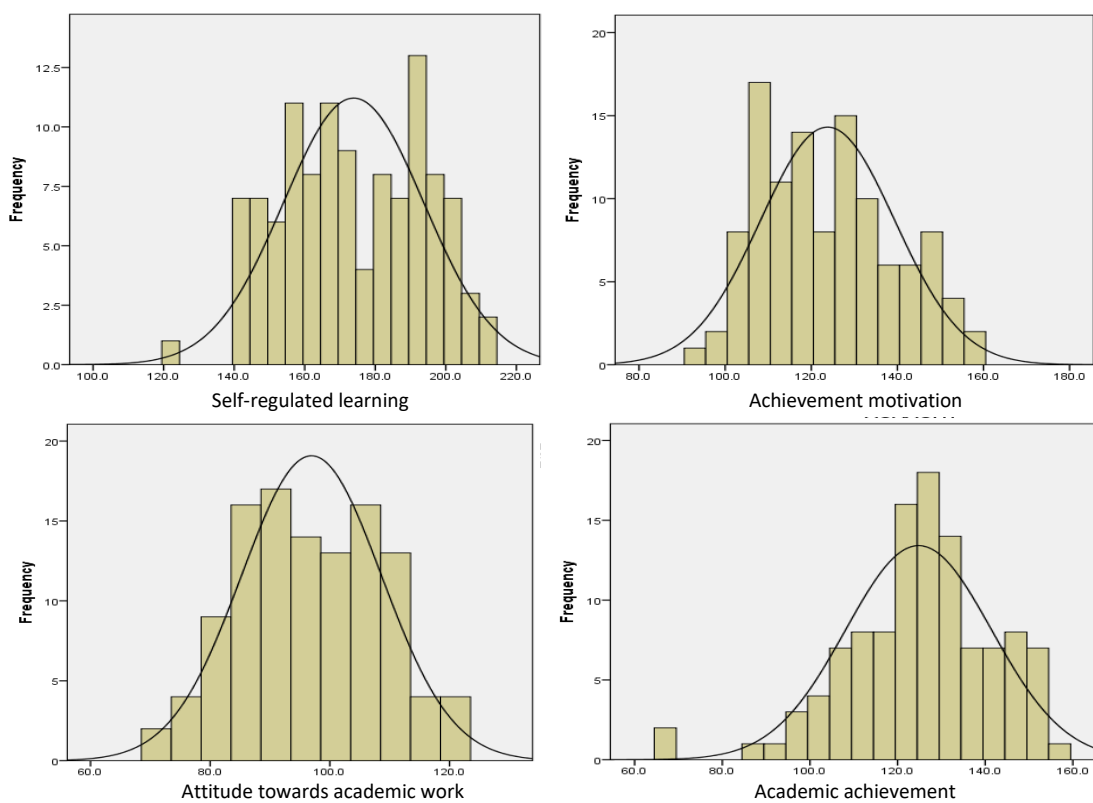 Frequency
12.5
10.0
7.5
5.0
2.5
0.0
100.0 120.0 140.0 160.0 180.0 200.0 220.0
Self-regulated learning
Frequency
20
15
10
5
0
80.0 100.0 120.0 140.0 160.0 180.0
Achievement motivation
Frequency
20
15
10
5
0
60.0 80.0 100.0 120.0
Attitude towards academic work
Frequency
20
15
10
5
0
60.0 80.0 100.0 120.0 140.0 160.0
Academic achievement